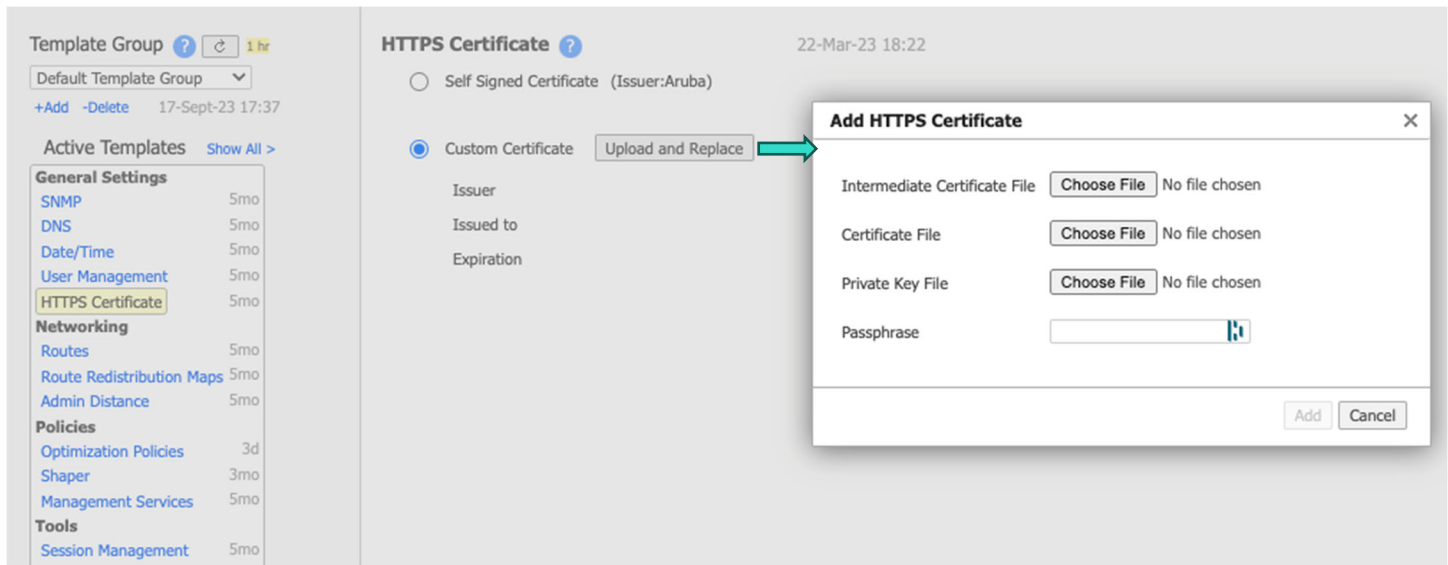 Template Group ? 1 hr
Default Template Group
+Add -Delete 17-Sept-23 17:37
Active Templates Show All >
General Settings
SNMP 5mo
DNS 5mo
Date/Time 5mo
User Management 5mo
HTTPS Certificate 5mo
Networking
Routes 5mo
Route Redistribution Maps 5mo
Admin Distance 5mo
Policies
Optimization Policies 3d
Shaper 3mo
Management Services 5mo
Tools
Session Management 5mo
HTTPS Certificate ? 22-Mar-23 18:22
Self Signed Certificate (Issuer:Aruba)
Custom Certificate Upload and Replace
Issuer
Issued to
Expiration
Add HTTPS Certificate ×
Intermediate Certificate File Choose File No file chosen
Certificate File Choose File No file chosen
Private Key File Choose File No file chosen
Passphrase
Add Cancel